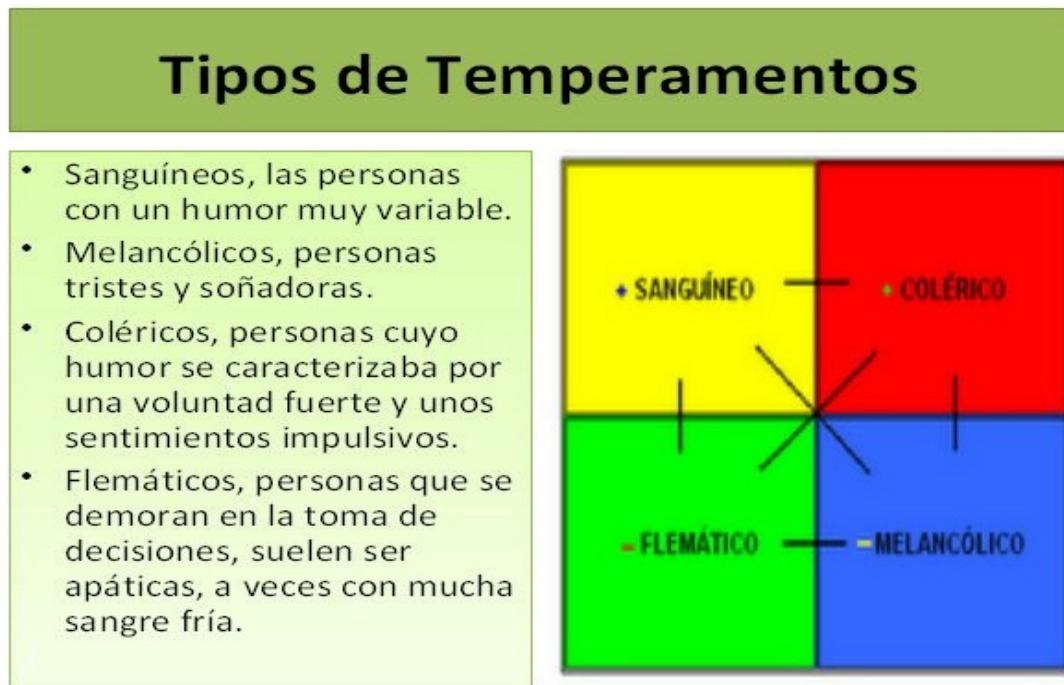 Tipos de Temperamentos
• Sanguíneos, las personas
con un humor muy variable.
• Melancólicos, personas
tristes y soñadoras.
• Coléricos, personas cuyo
humor se caracterizaba por
una voluntad fuerte y unos
sentimientos impulsivos.
• Flemáticos, personas que se
demoran en la toma de
decisiones, suelen ser
apáticas, a veces con mucha
sangre fría.
+ SANGUÍNEO
+ COLÉRICO
- FLEMÁTICO
- MELANCÓLICO